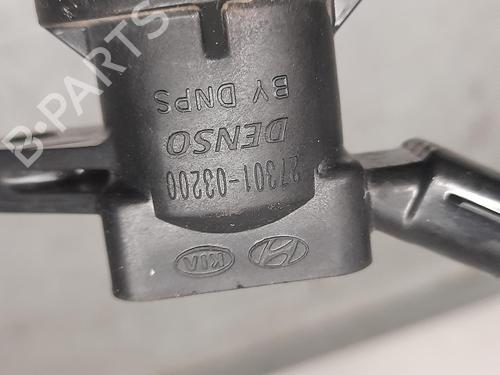 27301-03200
DENSO
BY DNPS
KIA
B-PARTS